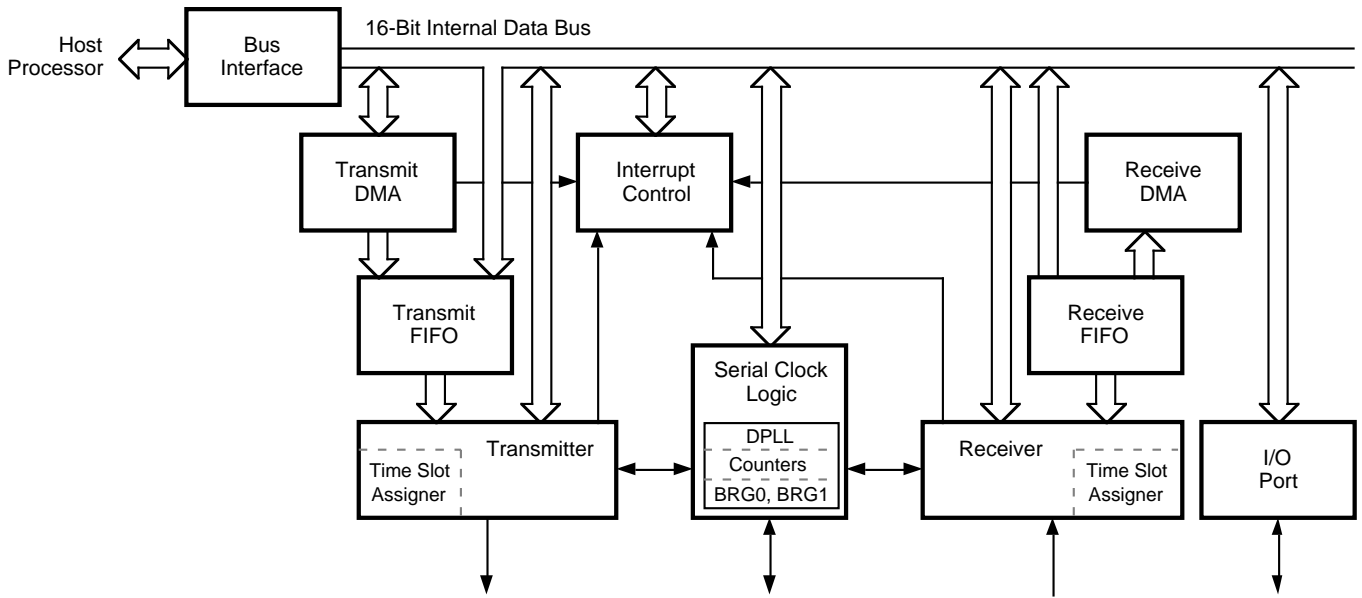 16-Bit Internal Data Bus
Host
Processor
Bus
Interface
Transmit
DMA
Interrupt
Control
Receive
DMA
Transmit
FIFO
Receive
FIFO
Serial Clock
Logic
DPLL
Counters
BRG0, BRG1
Transmitter
Time Slot
Assigner
Receiver
Time Slot
Assigner
I/O
Port